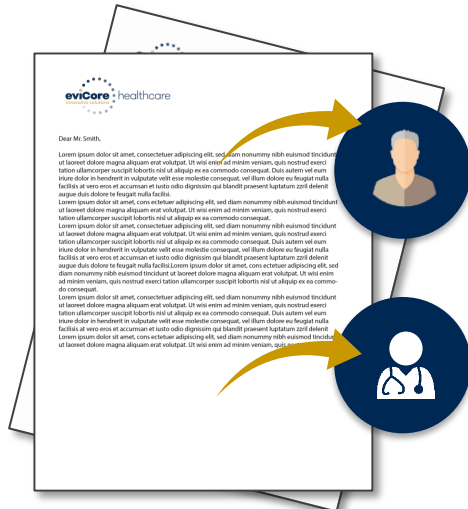 eviCore healthcare
innovative solutions
Dear Mr. Smith,
Lorem ipsum dolor sit amet, consectetuer adipiscing elit, sed diam nonummy nibh euismod tincidunt
ut laoreet dolore magna aliquam erat volutpat. Ut wisi enim ad minim veniam, quis nostrud exerci
tation ullamcorper suscipit lobortis nisl ut aliquip ex ea commodo consequat. Duis autem vel eum
iriure dolor in hendrerit in vulputate velit esse molestie consequat, vel illum dolore eu feugiat nulla
facilisis at vero eros et accumsan et iusto odio dignissim qui blandit praesent luptatum zzril delenit
augue duis dolore te feugait nulla facilisi.
Lorem ipsum dolor sit amet, cons ectetuer adipiscing elit, sed diam nonummy nibh euismod tincidunt
ut laoreet dolore magna aliquam erat volutpat. Ut wisi enim ad minim veniam, quis nostrud exerci
tation ullamcorper suscipit lobortis nisl ut aliquip ex ea commodo consequat.
Lorem ipsum dolor sit amet, consectetuer adipiscing elit, sed diam nonummy nibh euismod tincidunt
ut laoreet dolore magna aliquam erat volutpat. Ut wisi enim ad minim veniam, quis nostrud exerci
tation ullamcorper suscipit lobortis nisl ut aliquip ex ea commodo consequat. Duis autem vel eum
iriure dolor in hendrerit in vulputate velit esse molestie consequat, vel illum dolore eu feugiat nulla
facilisis at vero eros et accumsan et iusto odio dignissim qui blandit praesent luptatum zzril delenit
augue duis dolore te feugait nulla facilisi.Lorem ipsum dolor sit amet, cons ectetuer adipiscing elit, sed
diam nonummy nibh euismod tincidunt ut laoreet dolore magna aliquam erat volutpat. Ut wisi enim
ad minim veniam, quis nostrud exerci tation ullamcorper suscipit lobortis nisl ut aliquip ex ea commo-
do consequat.
Lorem ipsum dolor sit amet, consectetuer adipiscing elit, sed diam nonummy nibh euismod tincidunt
ut laoreet dolore magna aliquam erat volutpat. Ut wisi enim ad minim veniam, quis nostrud exerci
tation ullamcorper suscipit lobortis nisl ut aliquip ex ea commodo consequat. Duis autem vel eum
iriure dolor in hendrerit in vulputate velit esse molestie consequat, vel illum dolore eu feugiat nulla
facilisis at vero eros et accumsan et iusto odio dignissim qui blandit praesent luptatum zzril delenit
Lorem ipsum dolor sit amet, cons ectetuer adipiscing elit, sed diam nonummy nibh euismod tincidunt
ut laoreet dolore magna aliquam erat volutpat. Ut wisi enim ad minim veniam, quis